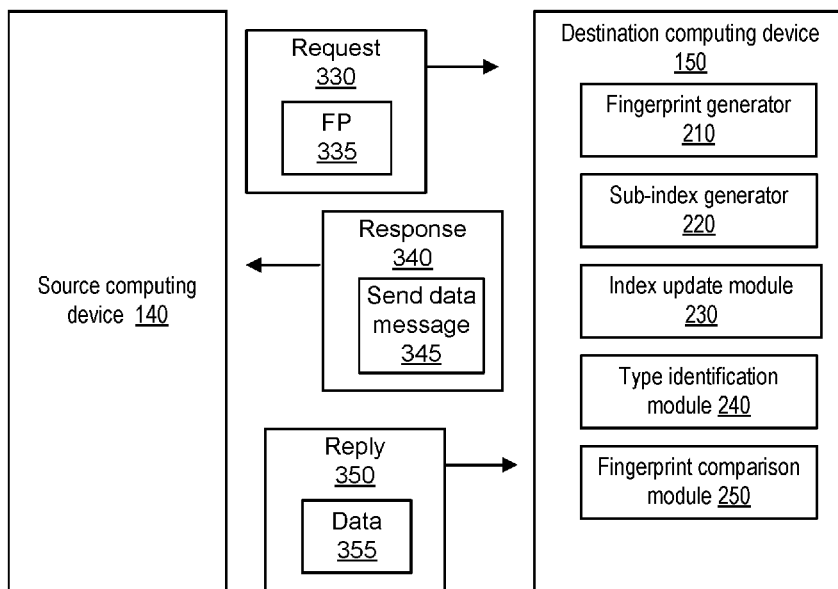 Source computing
device 140
Request
330
FP
335
Response
340
Send data
message
345
Reply
350
Data
355
Destination computing device
150
Fingerprint generator
210
Sub-index generator
220
Index update module
230
Type identification
module 240
Fingerprint comparison
module 250